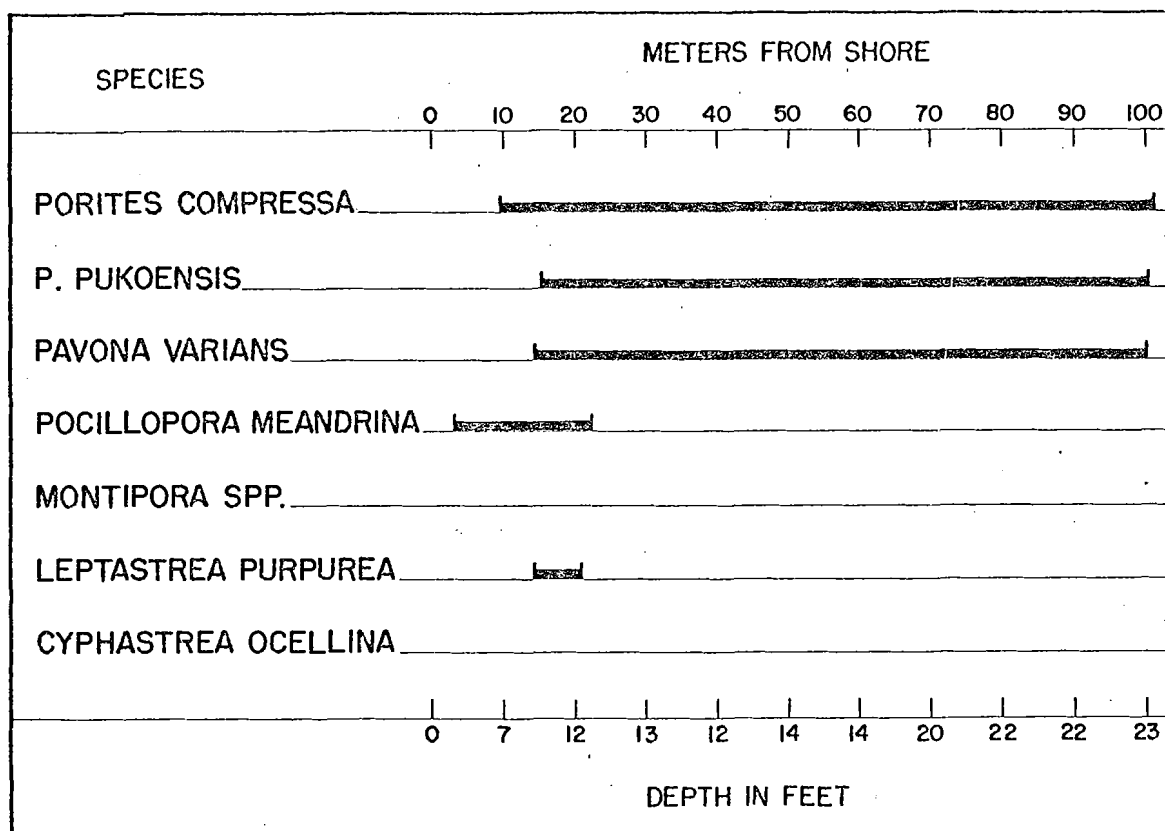 METERS FROM SHORE
SPECIES
0 10 20 30 40 50 60 70 80 90 100
PORITES COMPRESSA
P. PUKOENSIS
PAVONA VARIANS
POCILLOPORA MEANDRINA
MONTIPORA SPP.
LEPTASTREA PURPUREA
CYPHASTREA OCELLINA
0 7 12 13 12 14 14 20 22 22 23
DEPTH IN FEET